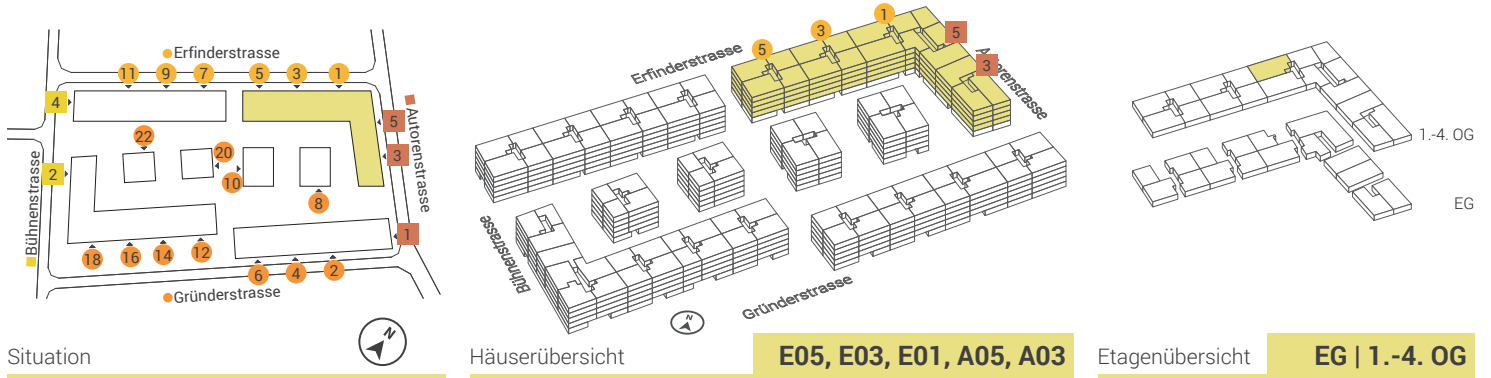 Erfinderstrasse
11 9 7 5 3 1
4
5
Autorenstrasse
22
20
3
2
10
8
Bühnenstrasse
1
18 16 14 12
6 4 2
Gründerstrasse
N
Situation
1
3
5
5
3
Erfinderstrasse
Autorenstrasse
Bühnenstrasse
Gründerstrasse
N
Häuserübersicht
E05, E03, E01, A05, A03
1.-4. OG
EG
Etagenübersicht
EG | 1.-4. OG